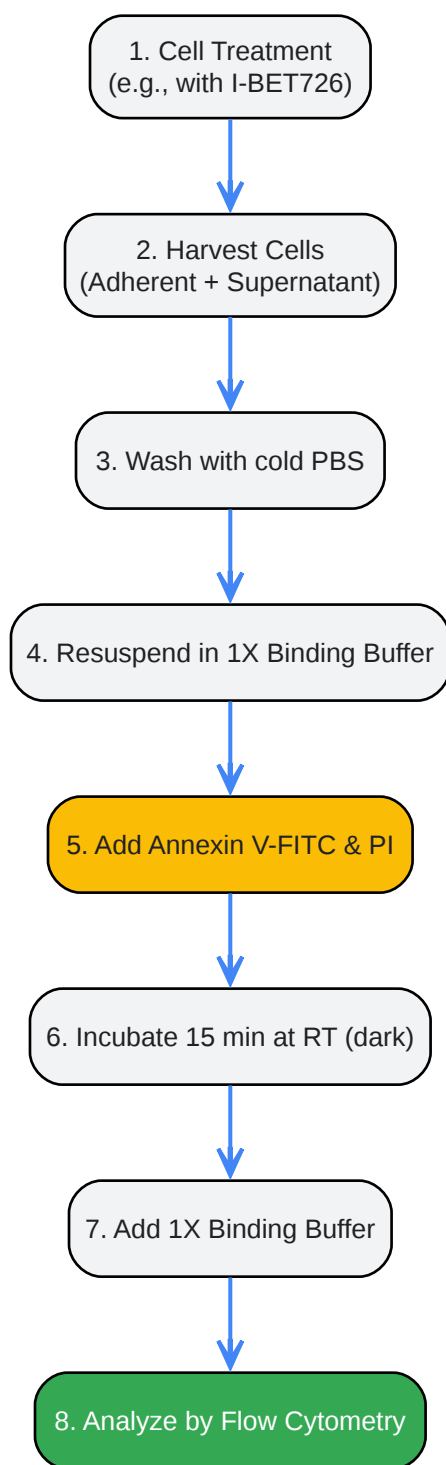 1. Cell Treatment
(e.g., with I-BET726)
2. Harvest Cells
(Adherent + Supernatant)
3. Wash with cold PBS
4. Resuspend in 1X Binding Buffer
5. Add Annexin V-FITC & PI
6. Incubate 15 min at RT (dark)
7. Add 1X Binding Buffer
8. Analyze by Flow Cytometry